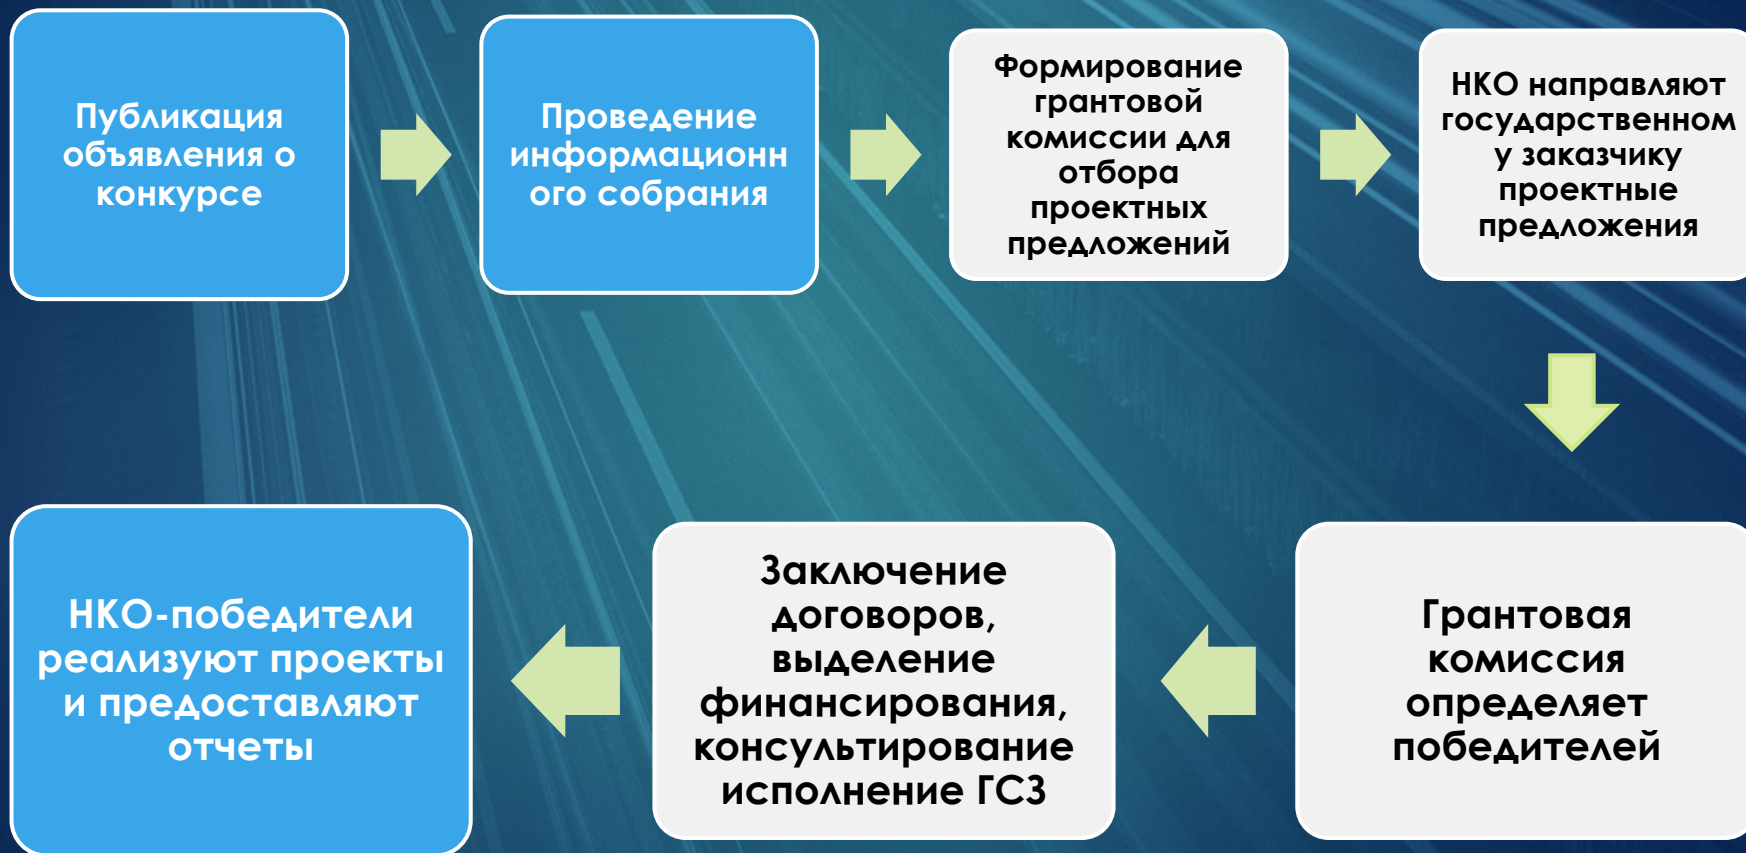 Публикация
объявления о
конкурсе
Проведение
информационн
ого собрания
Формирование
грантовой
комиссии для
отбора
проектных
предложений
НКО направляют
государственном
у заказчику
проектные
предложения
Грантовая
комиссия
определяет
победителей
Заключение
договоров,
выделение
финансирования,
консультирование
исполнение ГСЗ
НКО-победители
реализуют проекты
и предоставляют
отчеты